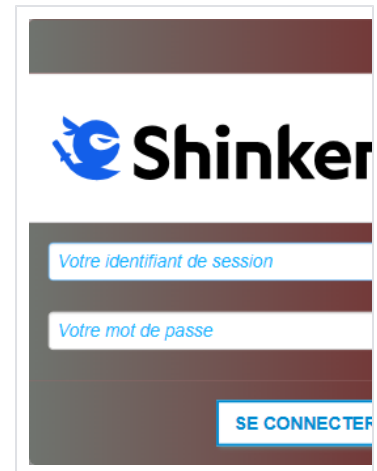 Shinker
Votre identifiant de session
Votre mot de passe
SE CONNECTER